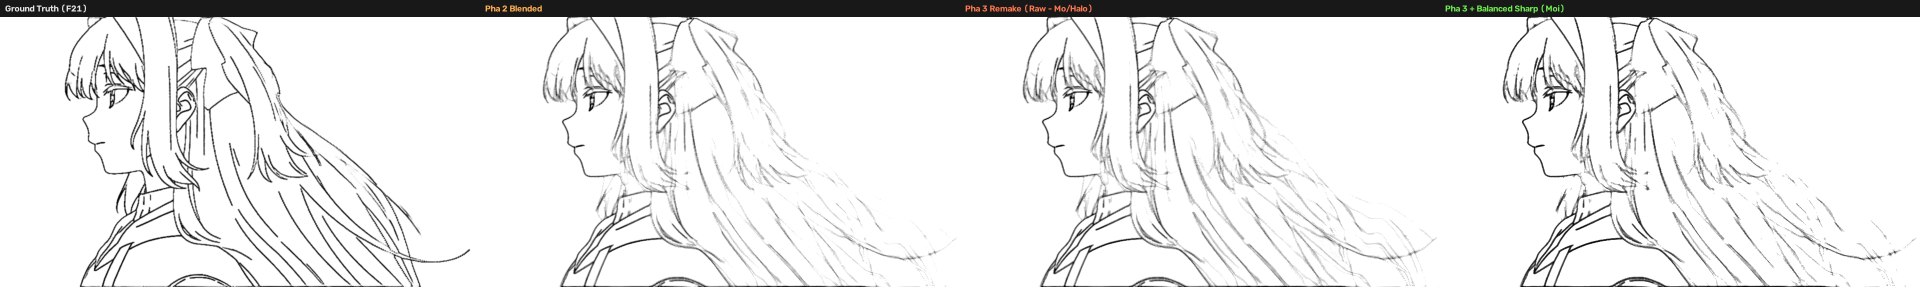 Ground Truth (F21)
Pha 2 Blended
Pha 3 Remake (Raw - Mo/Halo)
Pha 3 + Balanced Sharp (Moi)